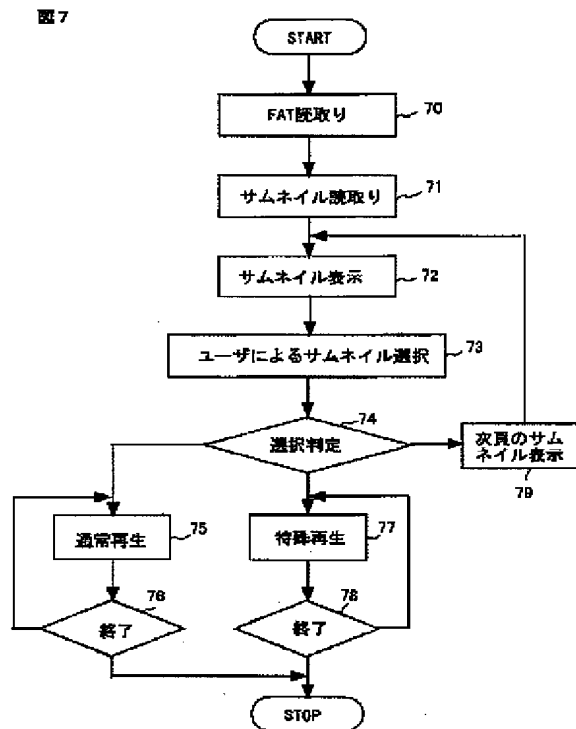 図7
START
FAT読取り
70
サムネイル読取り
71
サムネイル表示
72
ユーザによるサムネイル選択
73
選択判定
74
次頁のサムネイル表示
79
通常再生
75
特殊再生
77
終了
76
終了
78
STOP